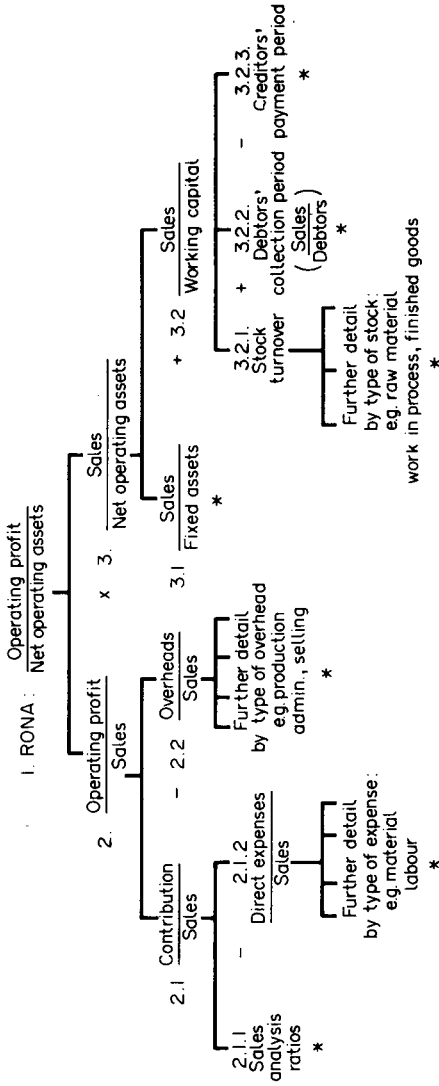 1. RONA :
Operating profit
Net operating assets
2.
Operating profit
Sales
x
3.
Sales
Net operating assets
2.1
Contribution
Sales
-
2.2
Overheads
Sales
3.1
Sales
Fixed assets
*
+
3.2
Sales
Working capital
2.1.1
Sales
analysis
ratios
*
-
2.1.2
Direct expenses
Sales
Further detail
by type of expense:
e.g. material
labour
*
Further detail
by type of overhead
e.g. production
admin., selling
*
3.2.1.
Stock
turnover
+
3.2.2.
Debtors'
collection period
( Sales
Debtors )
*
-
3.2.3.
Creditors'
payment period
*
Further detail
by type of stock:
e.g. raw material
work in process, finished goods
*